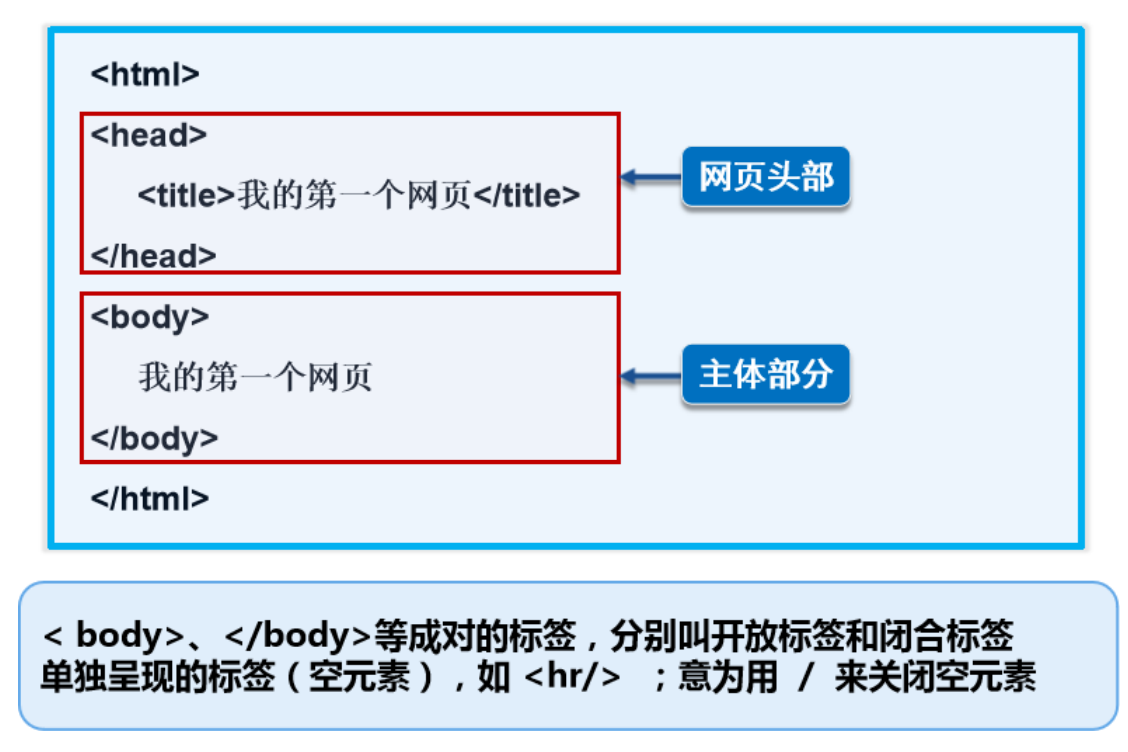 <html>
<head>
<title>我的第一个网页</title>
网页头部
</head>
<body>
我的第一个网页
主体部分
</body>
</html>
< body>、</body>等成对的标签，分别叫开放标签和闭合标签
单独呈现的标签（空元素），如 <hr/> ；意为用 / 来关闭空元素